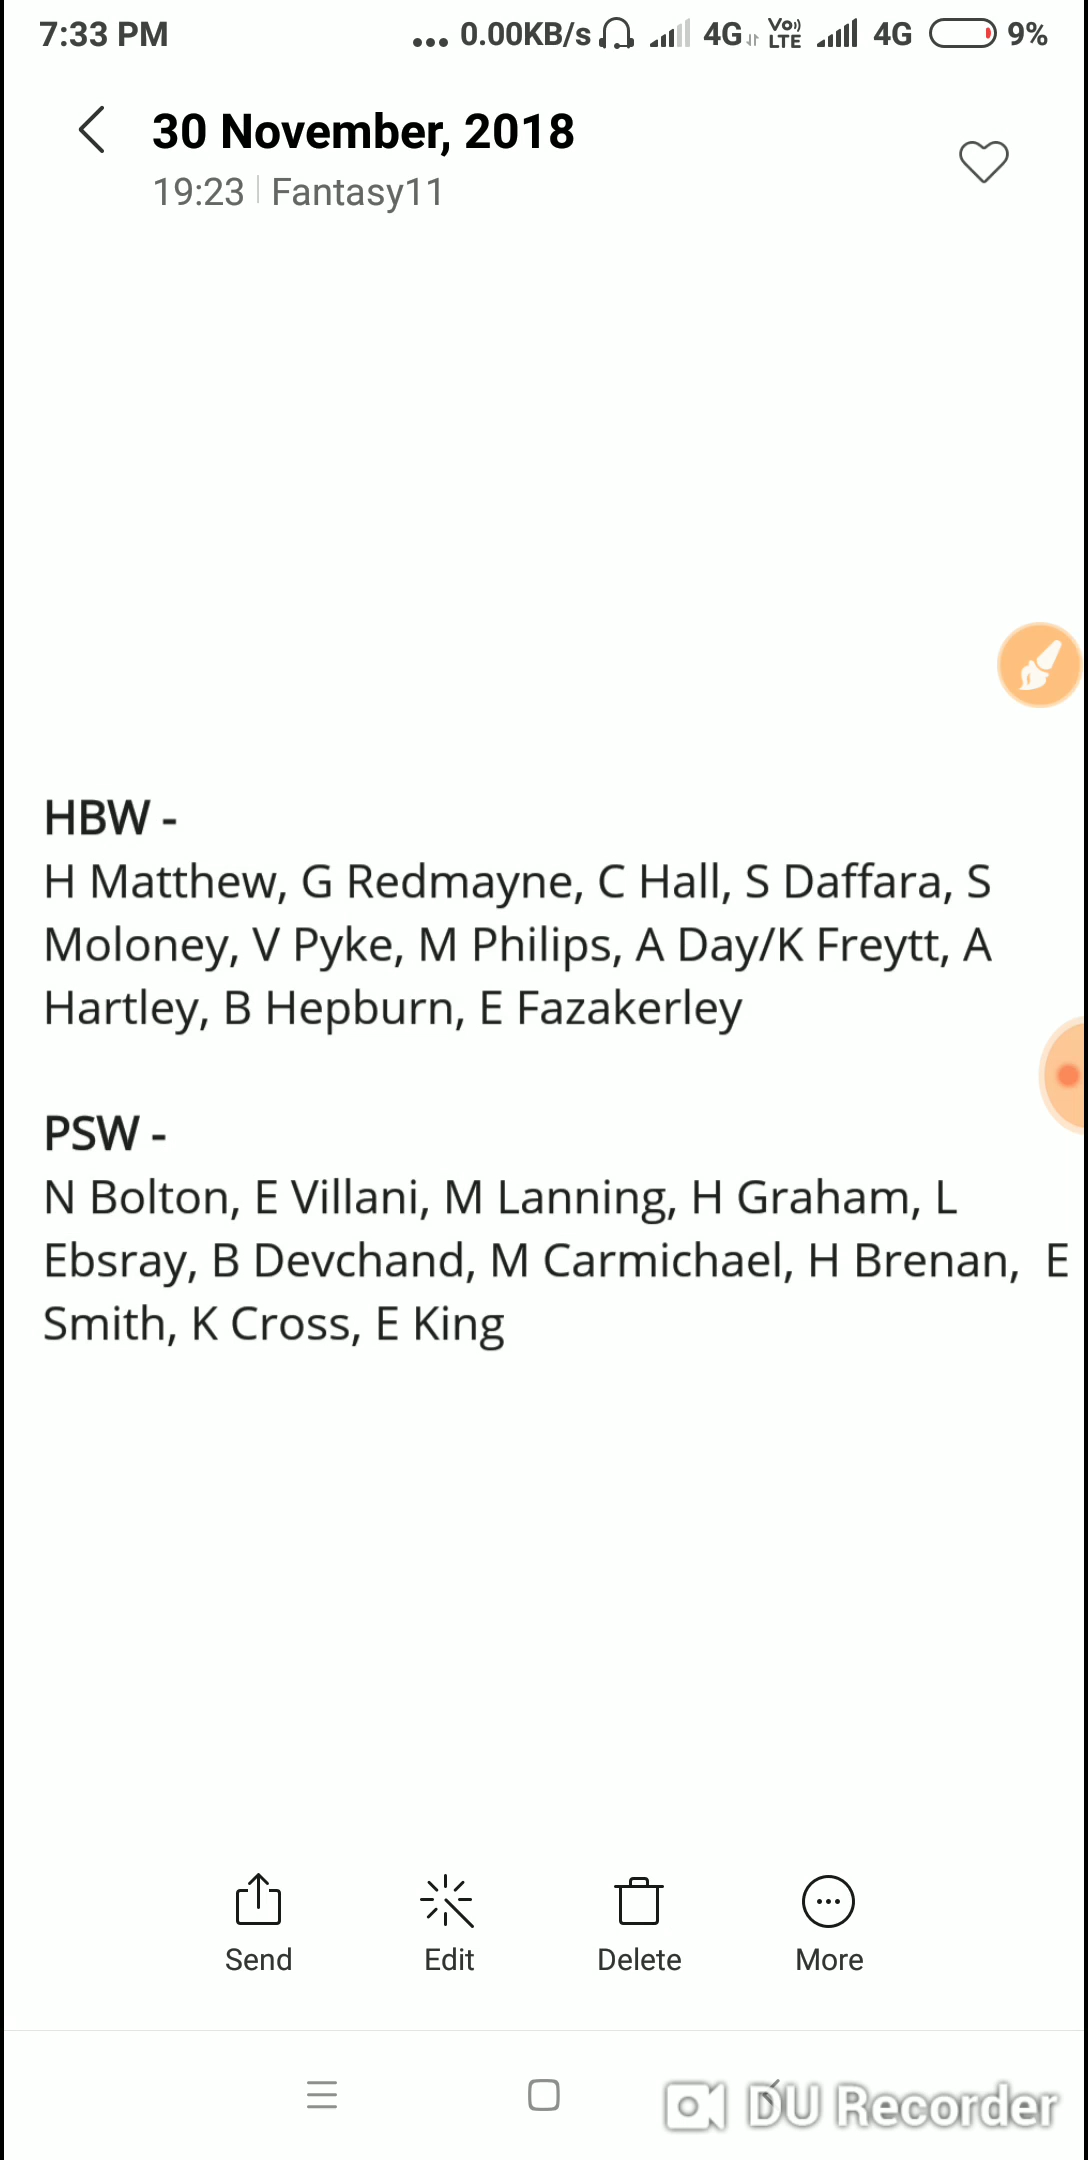 7:33 PM ... 0.00KB/s 4G Vo)) LTE 4G 9%
30 November, 2018
19:23 | Fantasy11
HBW -
H Matthew, G Redmayne, C Hall, S Daffara, S
Moloney, V Pyke, M Philips, A Day/K Freytt, A
Hartley, B Hepburn, E Fazakerley
PSW -
N Bolton, E Villani, M Lanning, H Graham, L
Ebsray, B Devchand, M Carmichael, H Brenan, E
Smith, K Cross, E King
Send Edit Delete More
DU Recorder